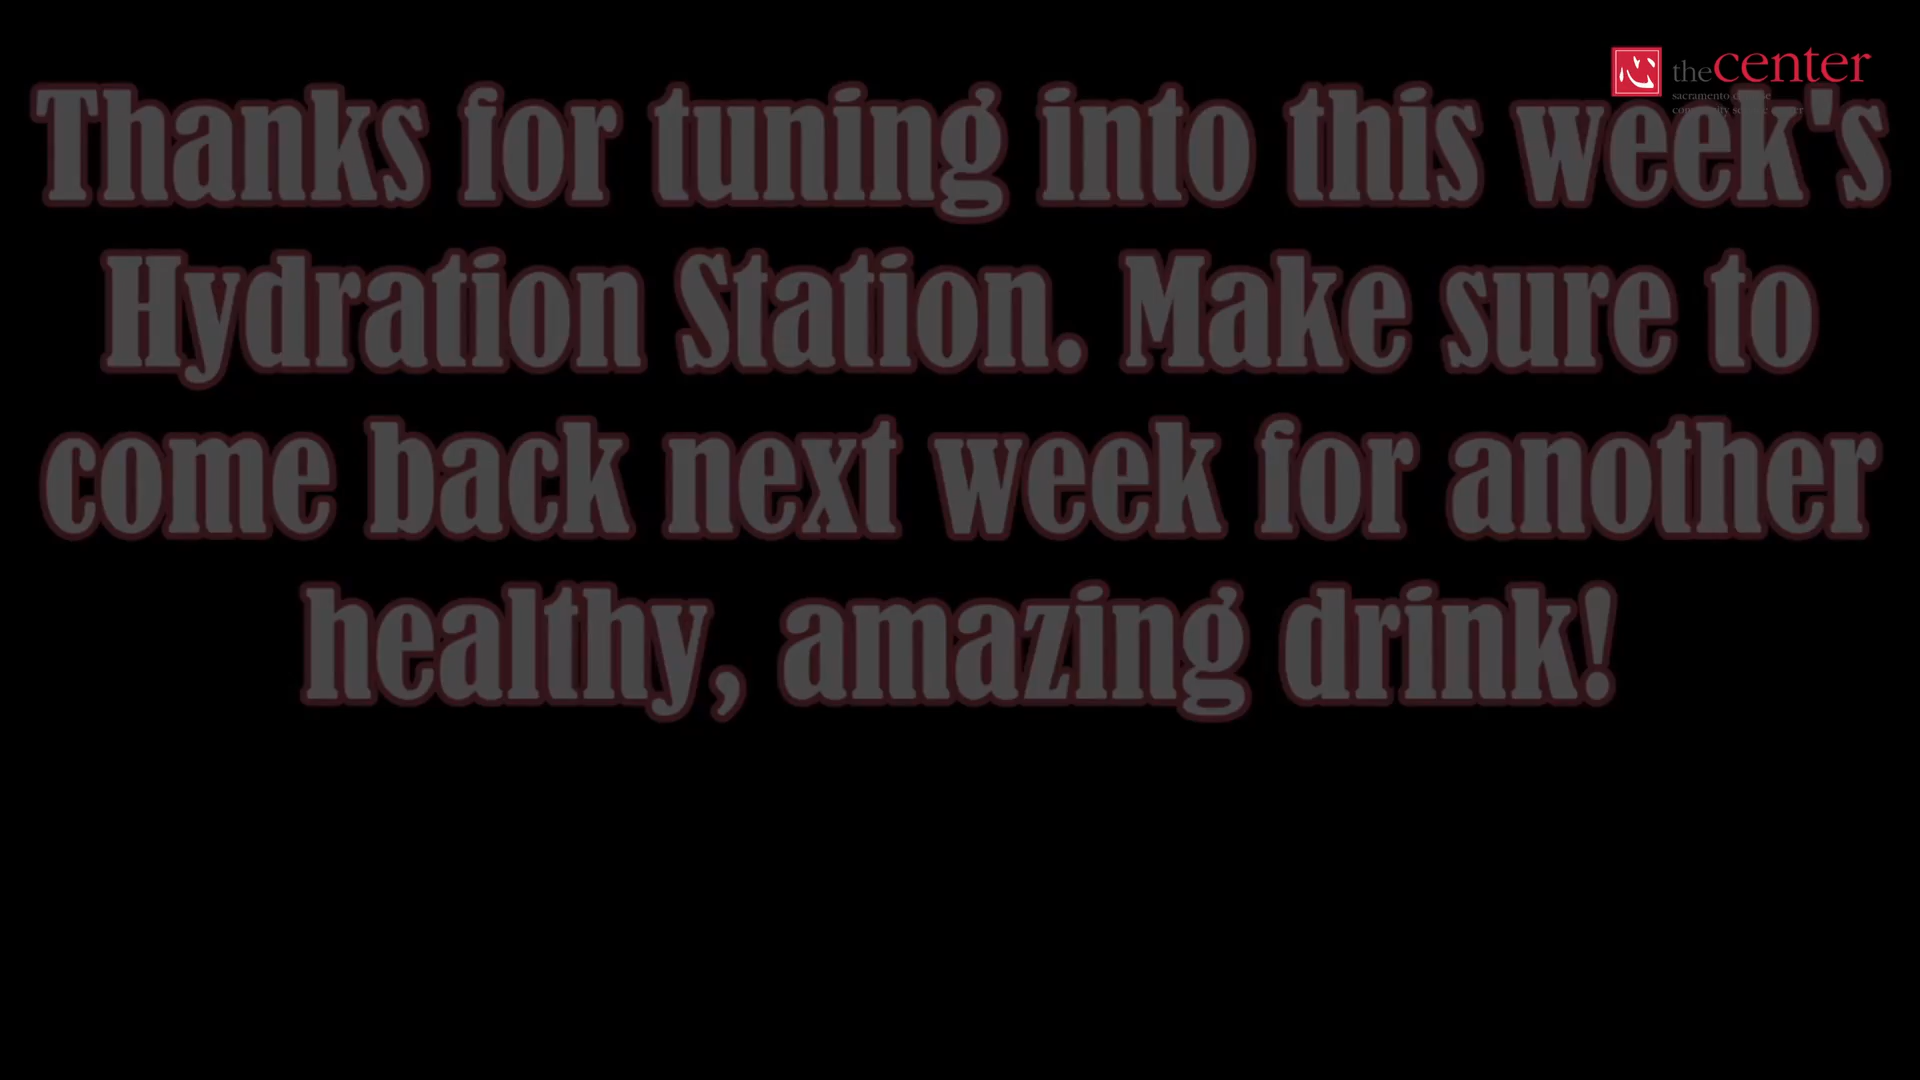 thecenter
sacramento
Thanks for tuning into this week's
Hydration Station. Make sure to
come back next week for another
healthy, amazing drink!